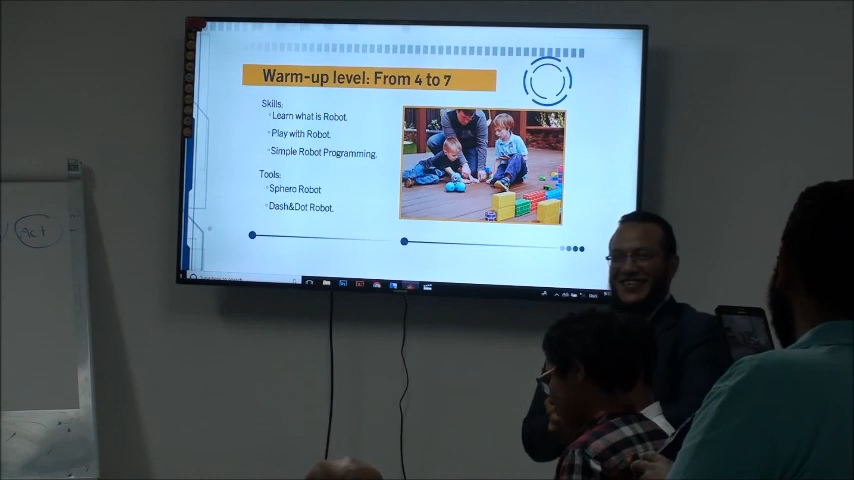 Warm-up level: From 4 to 7
Skills:
Learn what is Robot.
Play with Robot.
Simple Robot Programming.
Tools:
Sphero Robot
Dash&Dot Robot.